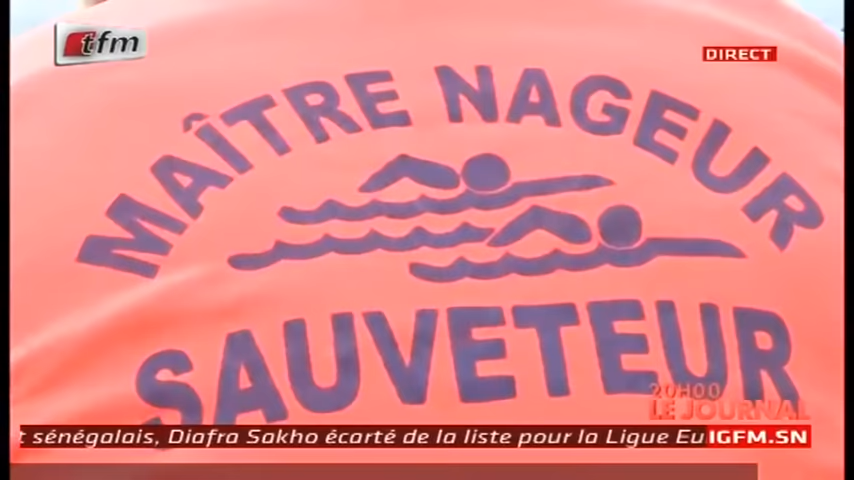 tfm
DIRECT
MAÎTRE NAGEUR
SAUVETEUR
20H00
LE JOURNAL
t sénégalais, Diafra Sakho écarté de la liste pour la Ligue Eu
IGFM.SN